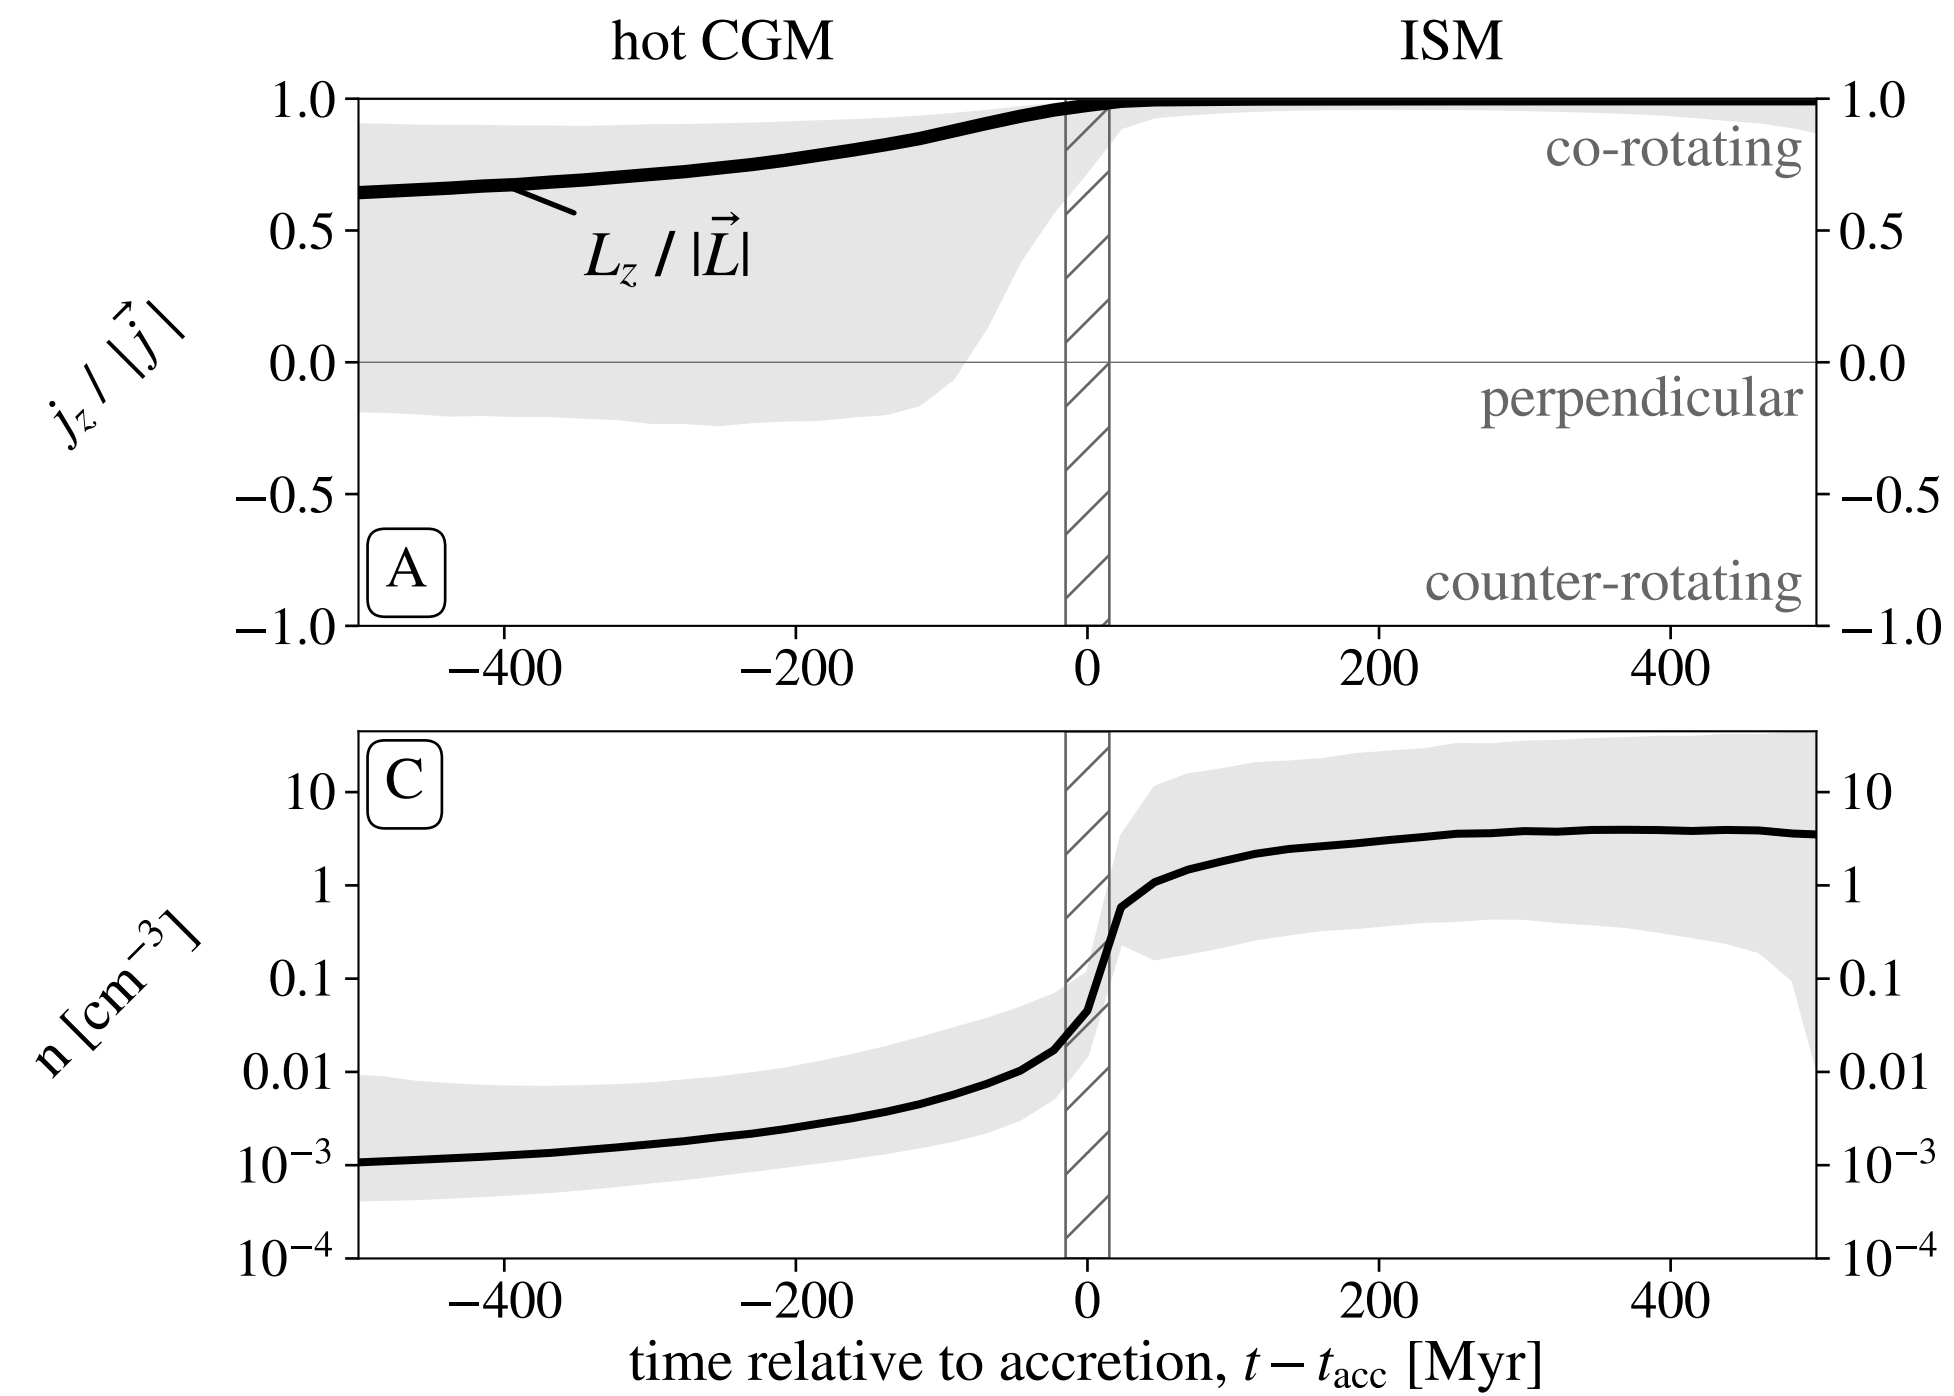 hot CGM ISM
1.0 1.0
co-rotating
0.5 0.5
L_z / |L⃗|
j_z / |j⃗|
0.0 0.0
perpendicular
−0.5 −0.5
A
counter-rotating
−1.0 −1.0
−400 −200 0 200 400
C
10 10
1 1
n [cm⁻³]
0.1 0.1
0.01 0.01
10⁻³ 10⁻³
10⁻⁴ 10⁻⁴
−400 −200 0 200 400
time relative to accretion, t − t_acc [Myr]